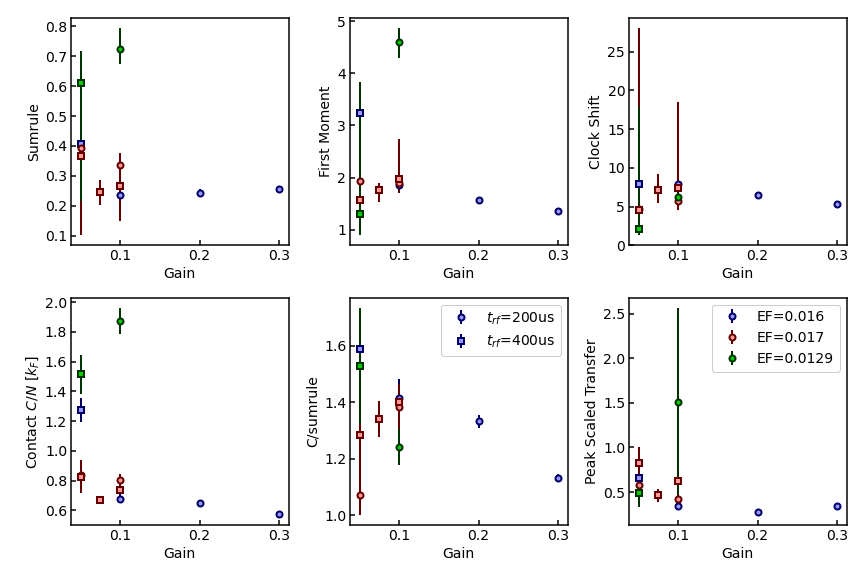 0.8
0.7
0.6
0.5
0.4
0.3
0.2
0.1
Sumrule
0.1 0.2 0.3
Gain
5
4
3
2
1
First Moment
0.1 0.2 0.3
Gain
25
20
15
10
5
0
Clock Shift
0.1 0.2 0.3
Gain
2.0
1.8
1.6
1.4
1.2
1.0
0.8
0.6
Contact C/N [k_F]
0.1 0.2 0.3
Gain
1.6
1.4
1.2
1.0
C/sumrule
t_rf=200us
t_rf=400us
0.1 0.2 0.3
Gain
2.5
2.0
1.5
1.0
0.5
Peak Scaled Transfer
EF=0.016
EF=0.017
EF=0.0129
0.1 0.2 0.3
Gain